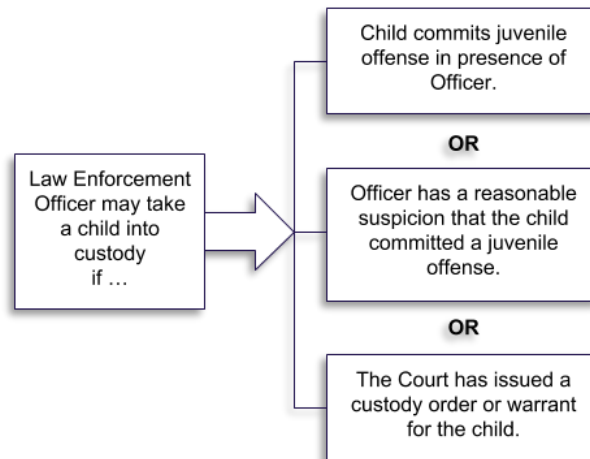 Law Enforcement
Officer may take
a child into
custody
if …
Child commits juvenile
offense in presence of
Officer.
OR
Officer has a reasonable
suspicion that the child
committed a juvenile
offense.
OR
The Court has issued a
custody order or warrant
for the child.